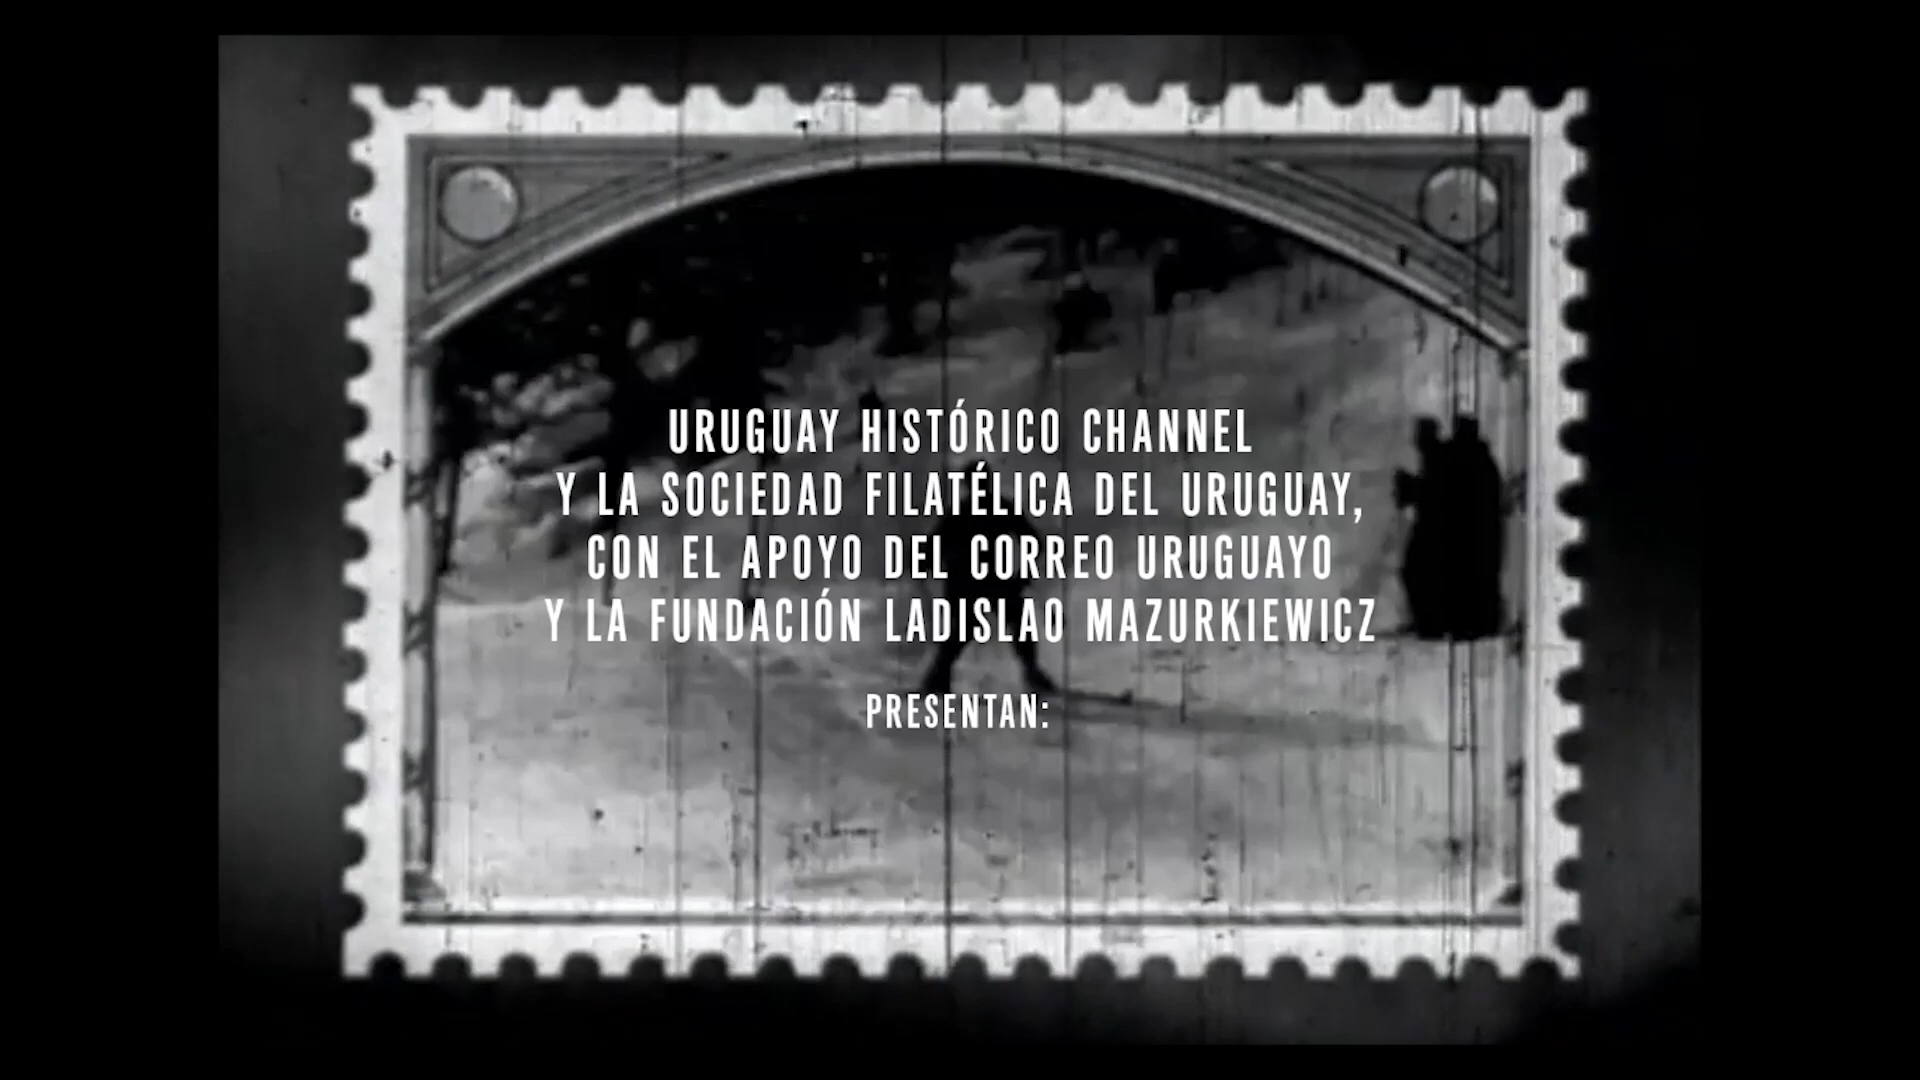 URUGUAY HISTÓRICO CHANNEL
Y LA SOCIEDAD FILATÉLICA DEL URUGUAY,
CON EL APOYO DEL CORREO URUGUAYO
Y LA FUNDACIÓN LADISLAO MAZURKIEWICZ
PRESENTAN: